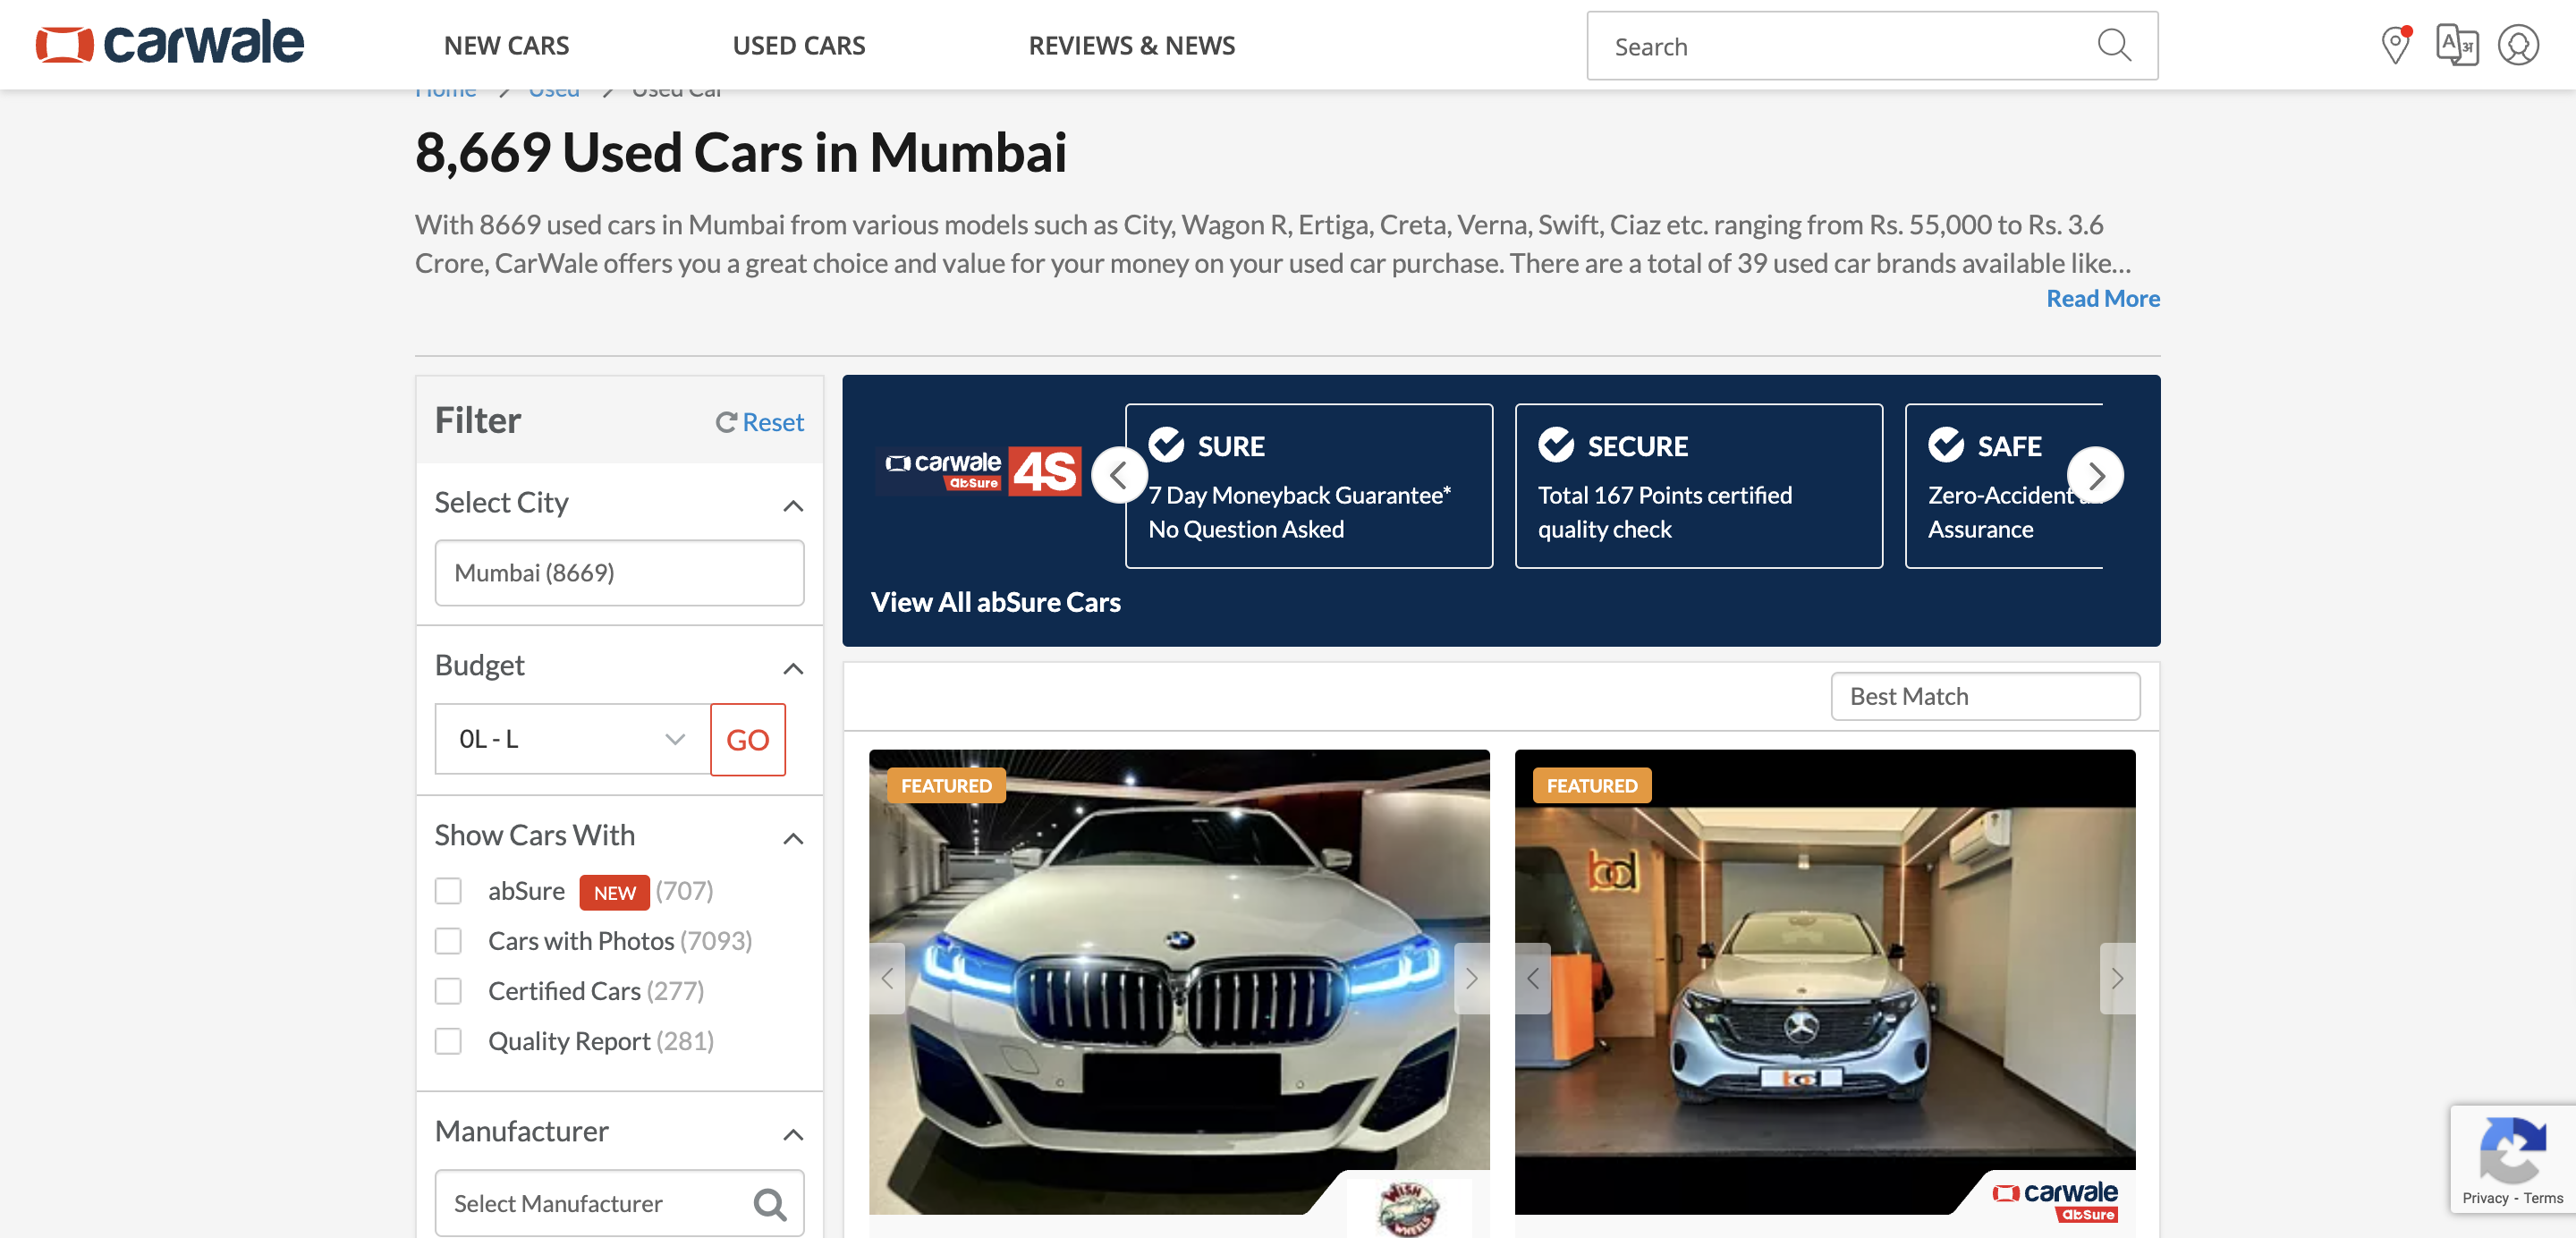 carwale
NEW CARS
USED CARS
REVIEWS & NEWS
Search
A अ
Home > Used > Used Car
8,669 Used Cars in Mumbai
With 8669 used cars in Mumbai from various models such as City, Wagon R, Ertiga, Creta, Verna, Swift, Ciaz etc. ranging from Rs. 55,000 to Rs. 3.6
Crore, CarWale offers you a great choice and value for your money on your used car purchase. There are a total of 39 used car brands available like...
Read More
Filter
Reset
Select City
Mumbai (8669)
Budget
0L - L
GO
Show Cars With
abSure NEW (707)
Cars with Photos (7093)
Certified Cars (277)
Quality Report (281)
Manufacturer
Select Manufacturer
carwale
abSure
4S
SURE
7 Day Moneyback Guarantee*
No Question Asked
SECURE
Total 167 Points certified
quality check
SAFE
Zero-Accident
Assurance
View All abSure Cars
Best Match
FEATURED
WISH
WHEELS
FEATURED
bod
bod
carwale
abSure
Privacy - Terms